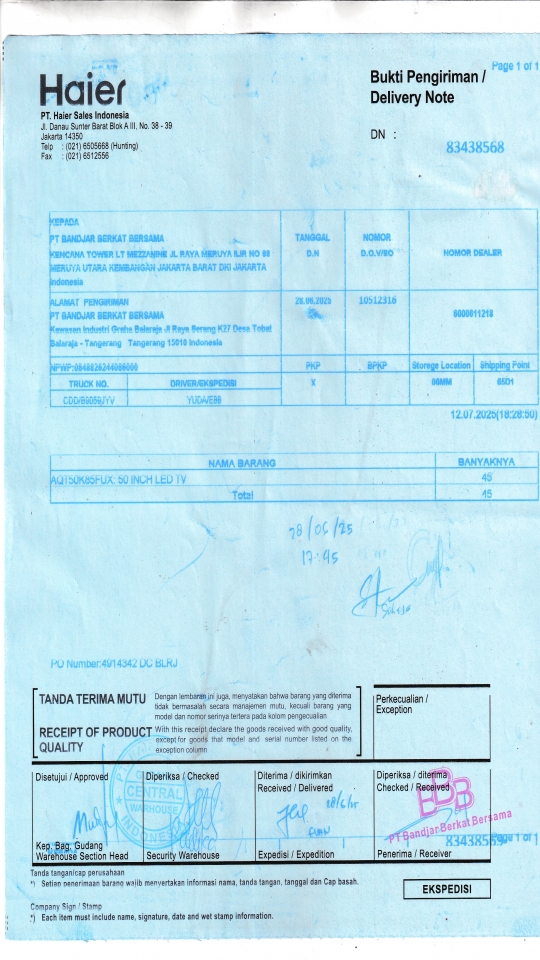 Page 1 of 1
Haier
Bukti Pengiriman /
Delivery Note
PT. Haier Sales Indonesia
Jl. Danau Sunter Barat Blok A III, No. 38 - 39
Jakarta 14350
Telp : (021) 6505668 (Hunting)
Fax : (021) 6512556
DN :
83438568
KEPADA
PT BANDJAR BERKAT BERSAMA
KENCANA TOWER LT MEZZANINE JL RAYA MERUYA ILIR NO 88
MERUYA UTARA KEMBANGAN JAKARTA BARAT DKI JAKARTA
Indonesia
TANGGAL
D.N
NOMOR
D.O.V/SO
NOMOR DEALER
ALAMAT PENGIRIMAN
PT BANDJAR BERKAT BERSAMA
Kawasan Industri Graha Balaraja Jl Raya Serang K27 Desa Tobat
Balaraja - Tangerang Tangerang 15610 Indonesia
28.06.2025
10512316
PKP
BPKP
Storage Location
Shipping Point
TRUCK NO.
DRIVER/EKSPEDISI
X
12.07.2025(18:28:50)
NAMA BARANG
BANYAKNYA
AQT50K85FUX: 50 INCH LED TV
45
Total
45
28/06/25
17:45
PO Number:4914342 DC BLRJ
TANDA TERIMA MUTU
Dengan lembaran ini juga, menyatakan bahwa barang yang diterima
tidak bermasalah secara manajemen mutu, kecuali barang yang
model dan nomor serinya tertera pada kolom pengecualian
RECEIPT OF PRODUCT
QUALITY
With this receipt,declare the goods received with good quality,
except for goods that model and serial number listed on the
exception column
Perkecualian /
Exception
Disetujui / Approved
Diperiksa / Checked
Diterima / dikirimkan
Received / Delivered
Diperiksa / diterima
Checked / Received
CENTRAL
WAREHOUSE
INDONESIA
28/6/25
BBB
PT Bandjar Berkat Bersama
Kep. Bag. Gudang
Warehouse Section Head
Security Warehouse
Expedisi / Expedition
Penerima / Receiver
Page 1 of 1
Tanda tangan/cap perusahaan
*) Setiap penerimaan barang wajib menyertakan informasi nama, tanda tangan, tanggal dan Cap basah.
EKSPEDISI
Company Sign / Stamp
*) Each item must include name, signature, date and wet stamp information.